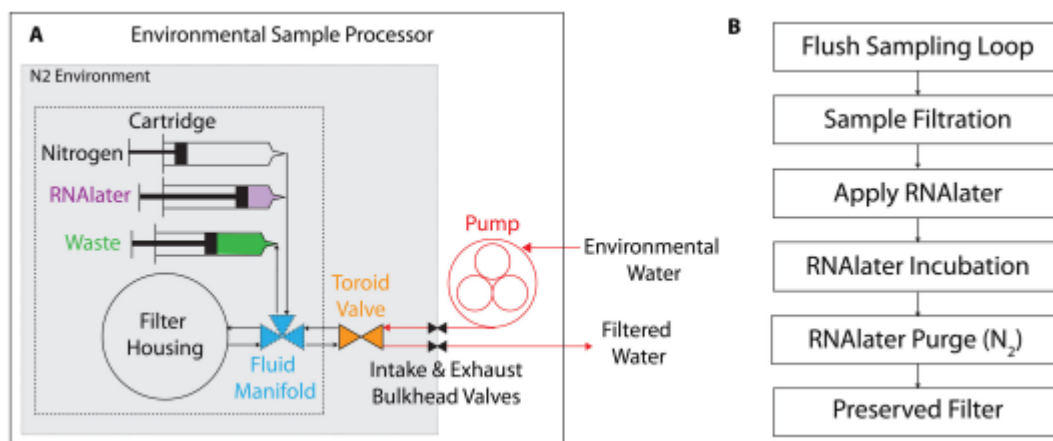 A
Environmental Sample Processor
N2 Environment
Cartridge
Nitrogen
RNAlater
Waste
Filter
Housing
Fluid
Manifold
Toroid
Valve
Pump
Environmental
Water
Filtered
Water
Intake & Exhaust
Bulkhead Valves
B
Flush Sampling Loop
Sample Filtration
Apply RNAlater
RNAlater Incubation
RNAlater Purge (N₂)
Preserved Filter